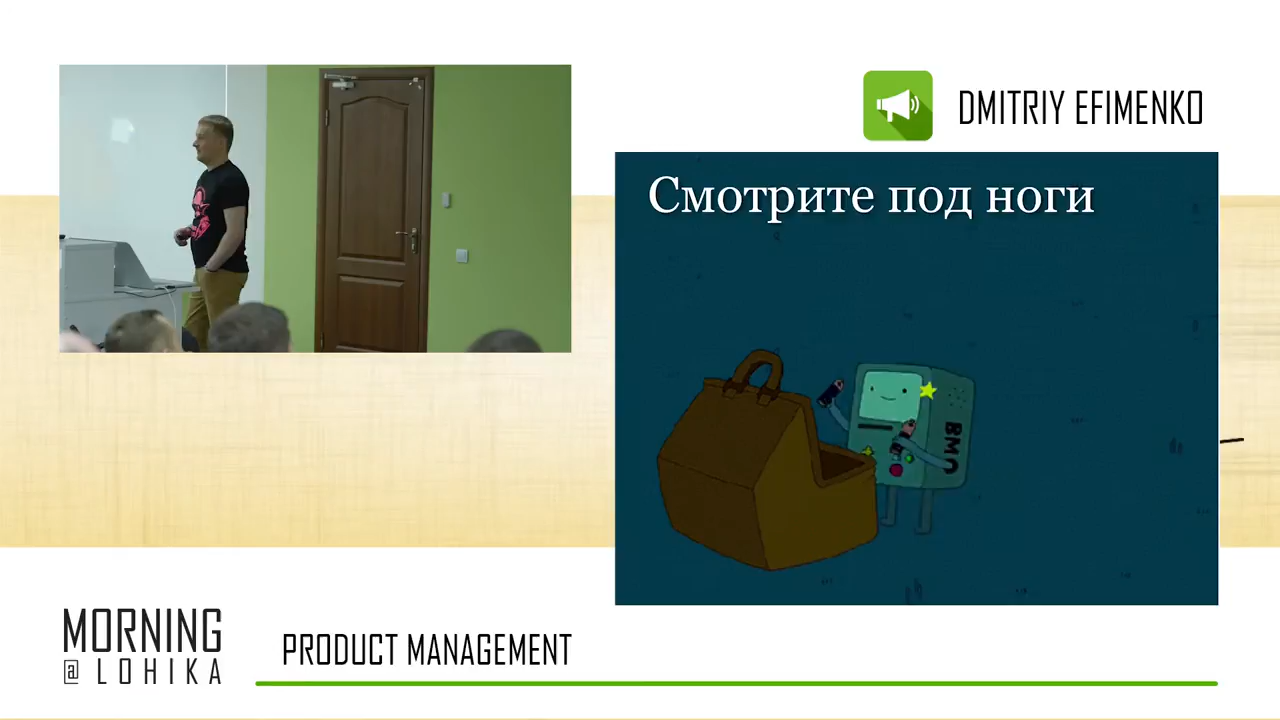 DMITRIY EFIMENKO
Смотрите под ноги
BMO
MORNING
@ LOHIKA
PRODUCT MANAGEMENT